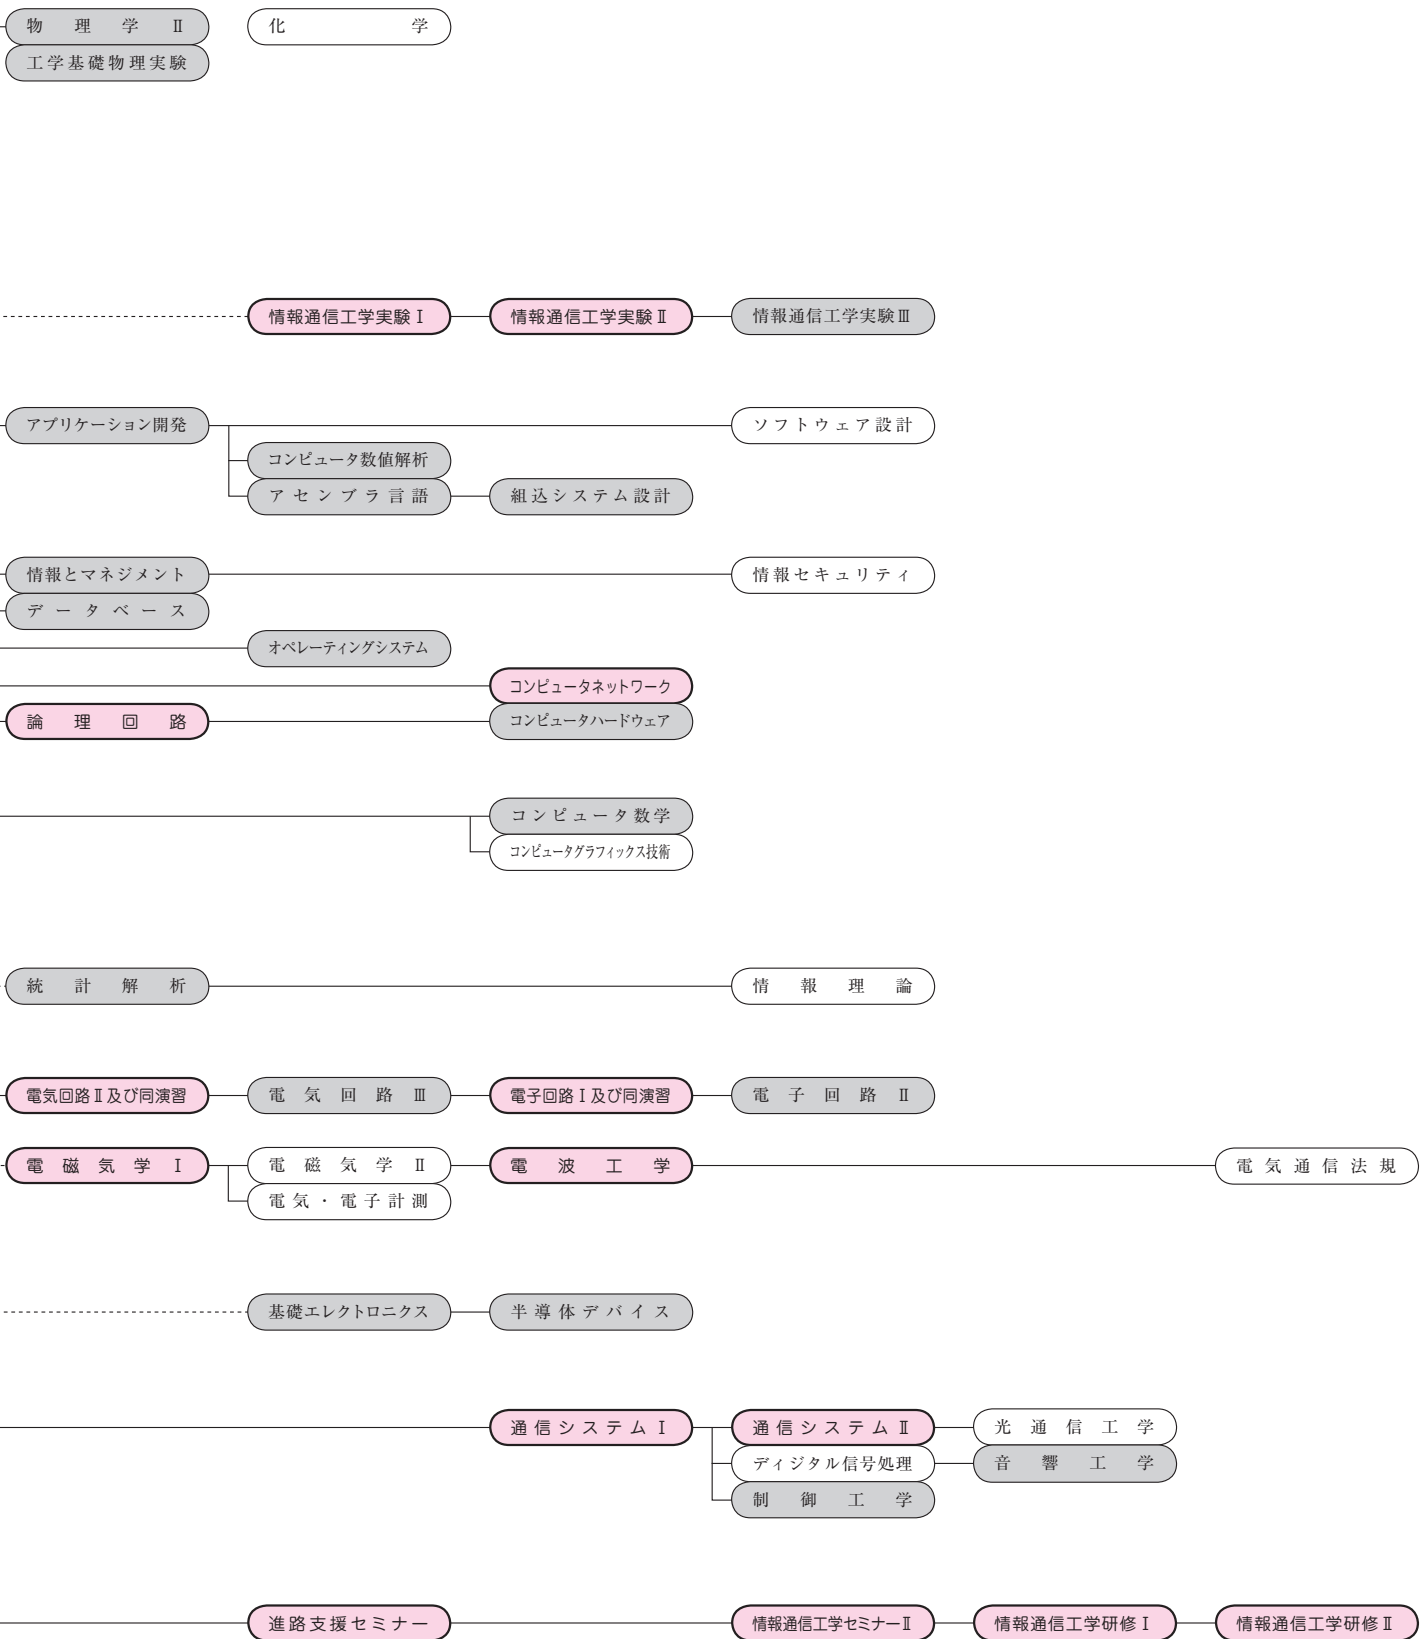 物理学Ⅱ
化学
工学基礎物理実験
情報通信工学実験Ⅰ
情報通信工学実験Ⅱ
情報通信工学実験Ⅲ
アプリケーション開発
ソフトウェア設計
コンピュータ数値解析
アセンブラ言語
組込システム設計
情報とマネジメント
情報セキュリティ
データベース
オペレーティングシステム
コンピュータネットワーク
論理回路
コンピュータハードウェア
コンピュータ数学
コンピュータグラフィックス技術
統計解析
情報理論
電気回路Ⅱ及び同演習
電気回路Ⅲ
電子回路Ⅰ及び同演習
電子回路Ⅱ
電磁気学Ⅰ
電磁気学Ⅱ
電波工学
電気通信法規
電気・電子計測
基礎エレクトロニクス
半導体デバイス
通信システムⅠ
通信システムⅡ
光通信工学
ディジタル信号処理
音響工学
制御工学
進路支援セミナー
情報通信工学セミナーⅡ
情報通信工学研修Ⅰ
情報通信工学研修Ⅱ